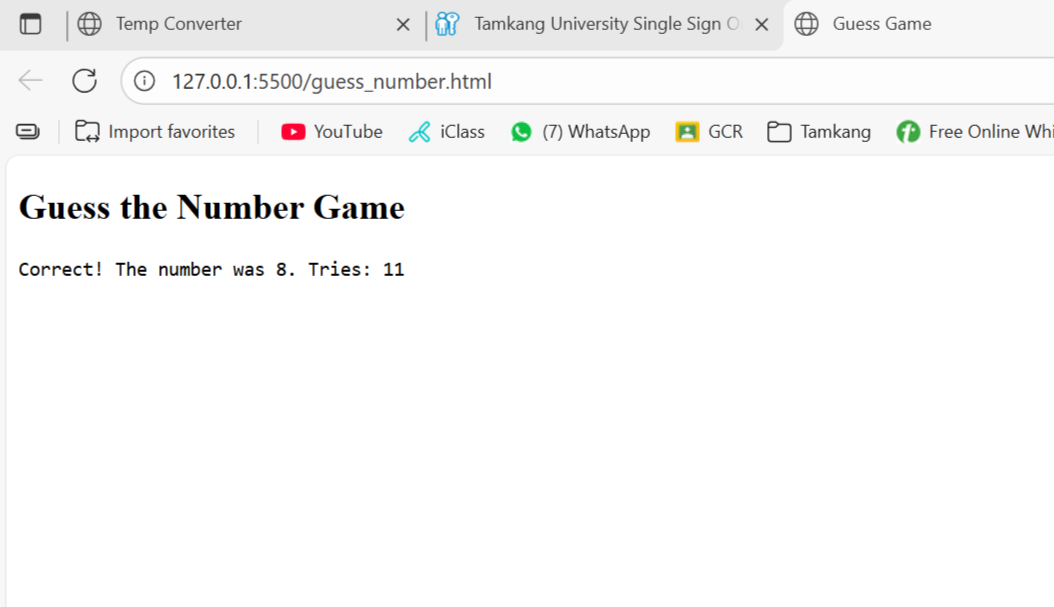 Temp Converter
Tamkang University Single Sign O
Guess Game
127.0.0.1:5500/guess_number.html
Import favorites
YouTube
iClass
(7) WhatsApp
GCR
Tamkang
Free Online Whi
Guess the Number Game
Correct! The number was 8. Tries: 11